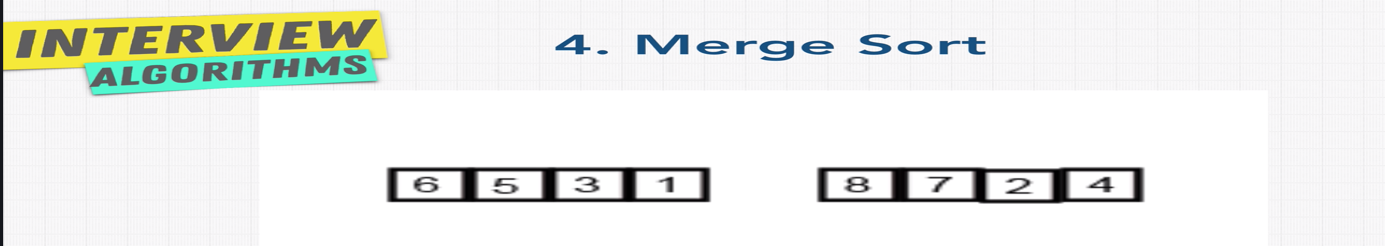 INTERVIEW
ALGORITHMS
4. Merge Sort
6 5 3 1 8 7 2 4